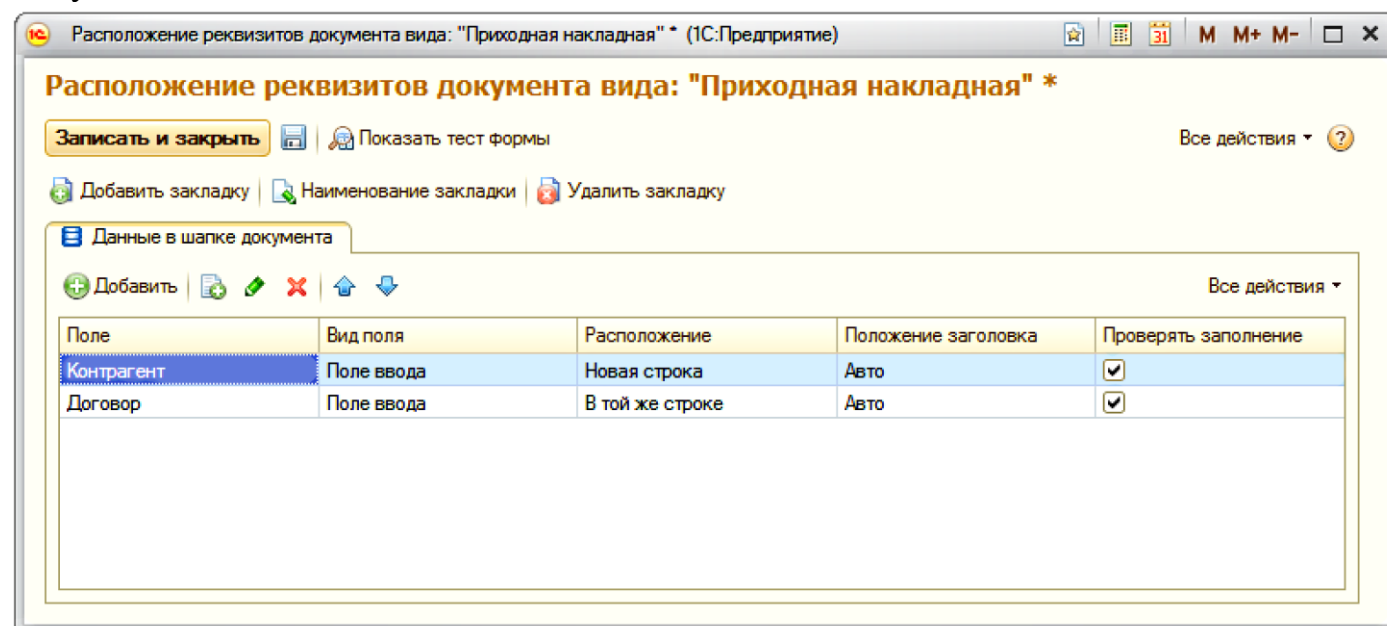 Расположение реквизитов документа вида: "Приходная накладная" * (1С:Предприятие)
31 M M+ M-
Расположение реквизитов документа вида: "Приходная накладная" *
Записать и закрыть Показать тест формы Все действия
Добавить закладку Наименование закладки Удалить закладку
Данные в шапке документа
Добавить Все действия
Поле Вид поля Расположение Положение заголовка Проверять заполнение
Контрагент Поле ввода Новая строка Авто
Договор Поле ввода В той же строке Авто